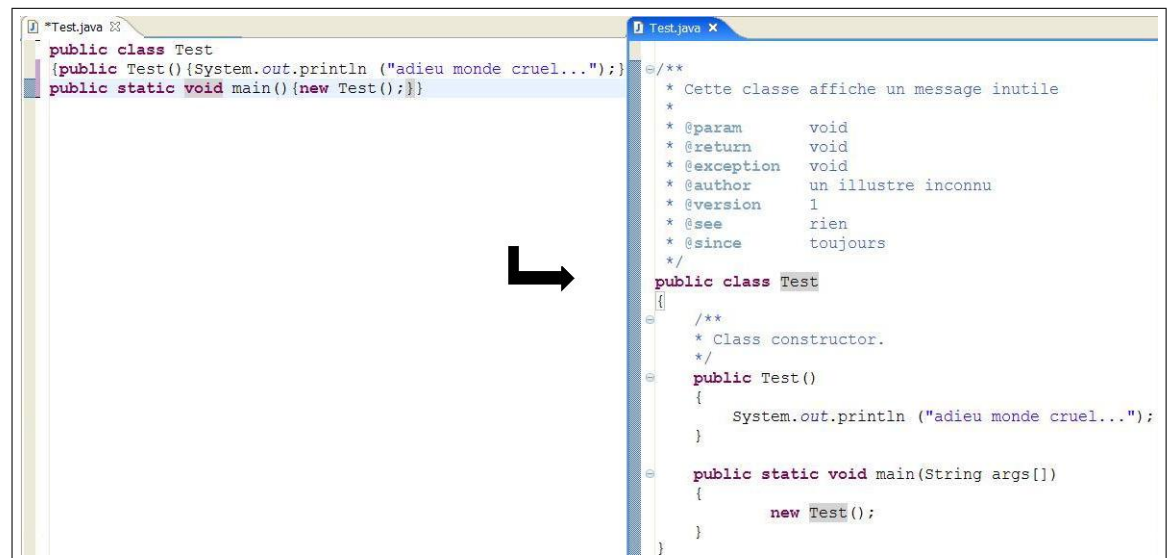 *Test.java
public class Test
{public Test(){System.out.println ("adieu monde cruel...");}
public static void main(){new Test();}}
Test.java
/**
* Cette classe affiche un message inutile
*
* @param void
* @return void
* @exception void
* @author un illustre inconnu
* @version 1
* @see rien
* @since toujours
*/
public class Test
{
/**
* Class constructor.
*/
public Test()
{
System.out.println ("adieu monde cruel...");
}
public static void main(String args[])
{
new Test();
}
}